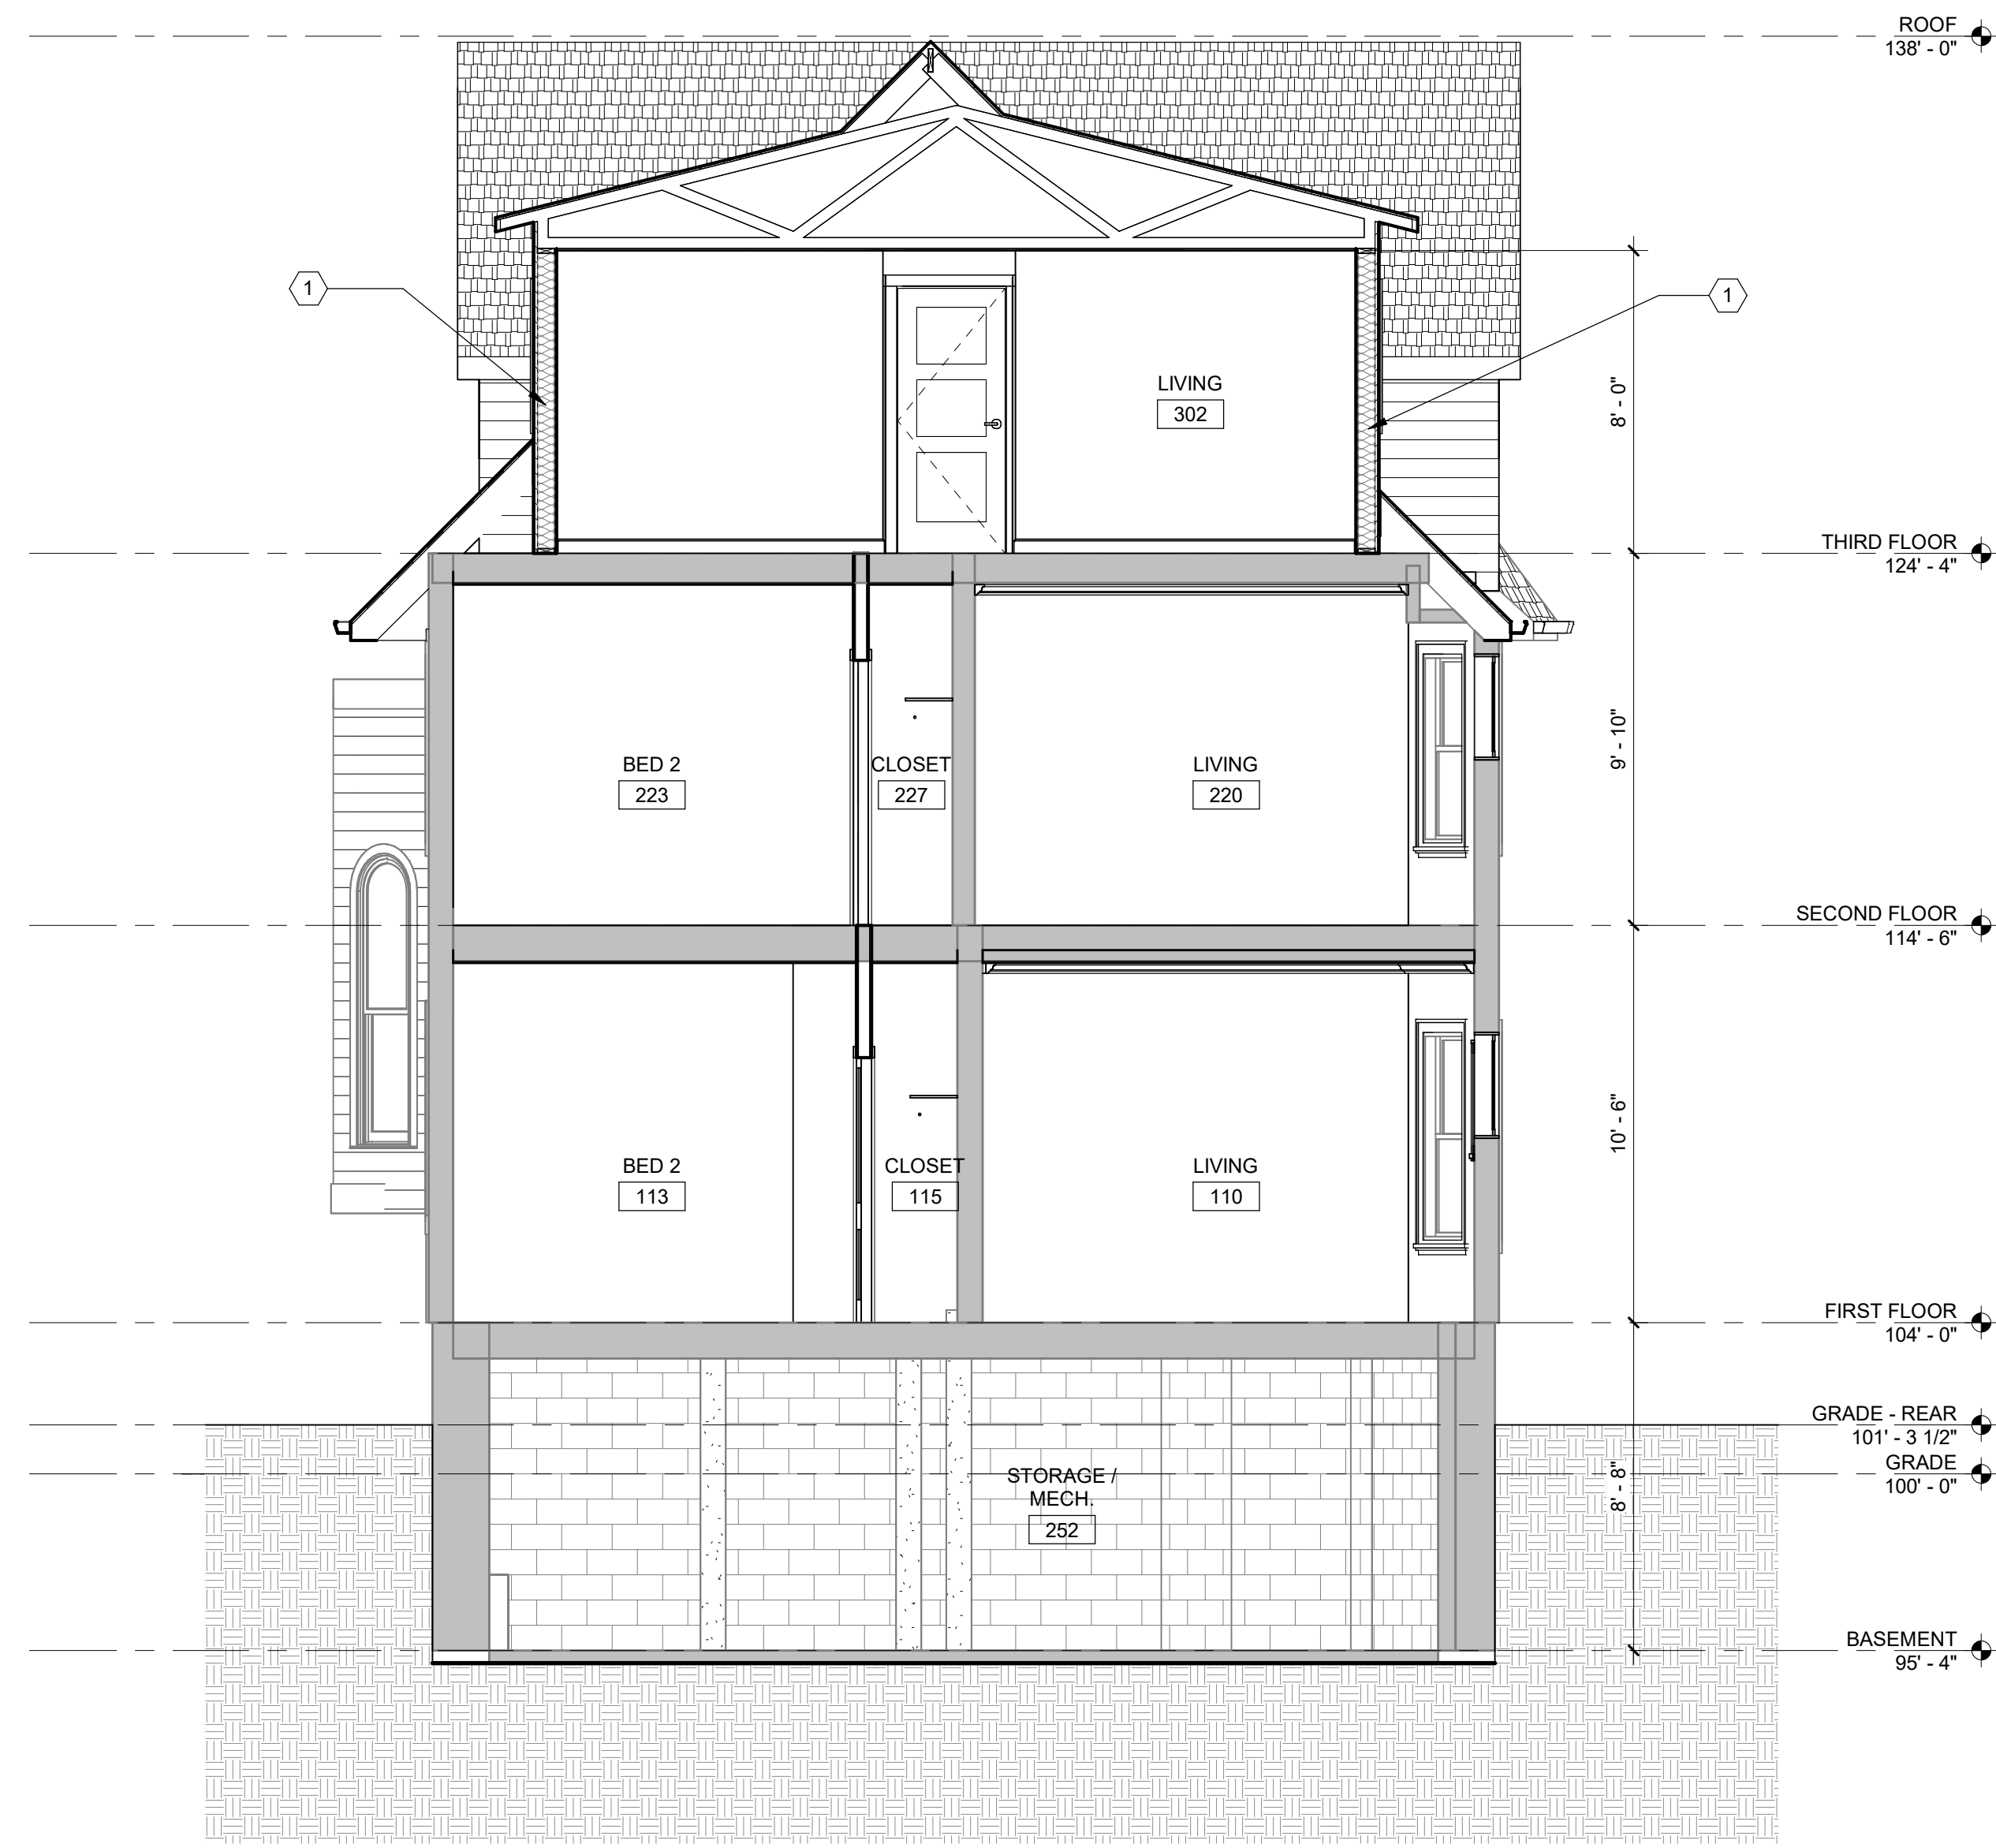 ROOF
138' - 0"
1
1
LIVING
302
8' - 0"
THIRD FLOOR
124' - 4"
BED 2
223
CLOSET
227
LIVING
220
9' - 10"
SECOND FLOOR
114' - 6"
BED 2
113
CLOSET
115
LIVING
110
10' - 6"
FIRST FLOOR
104' - 0"
GRADE - REAR
101' - 3 1/2"
GRADE
100' - 0"
STORAGE /
MECH.
252
8' - 8"
BASEMENT
95' - 4"